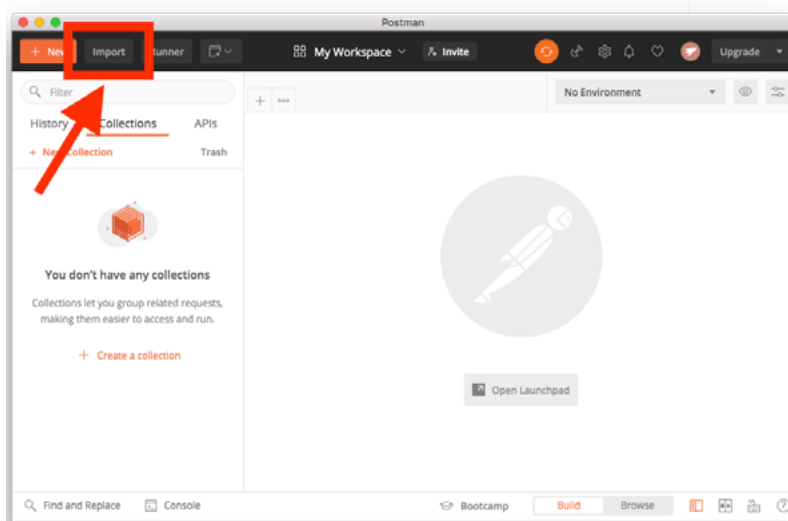 Postman
+ New Import Runner My Workspace Invite Upgrade
Filter No Environment
History Collections APIs
+ New Collection Trash
You don't have any collections
Collections let you group related requests,
making them easier to access and run.
+ Create a collection
Open Launchpad
Find and Replace Console Bootcamp Build Browse